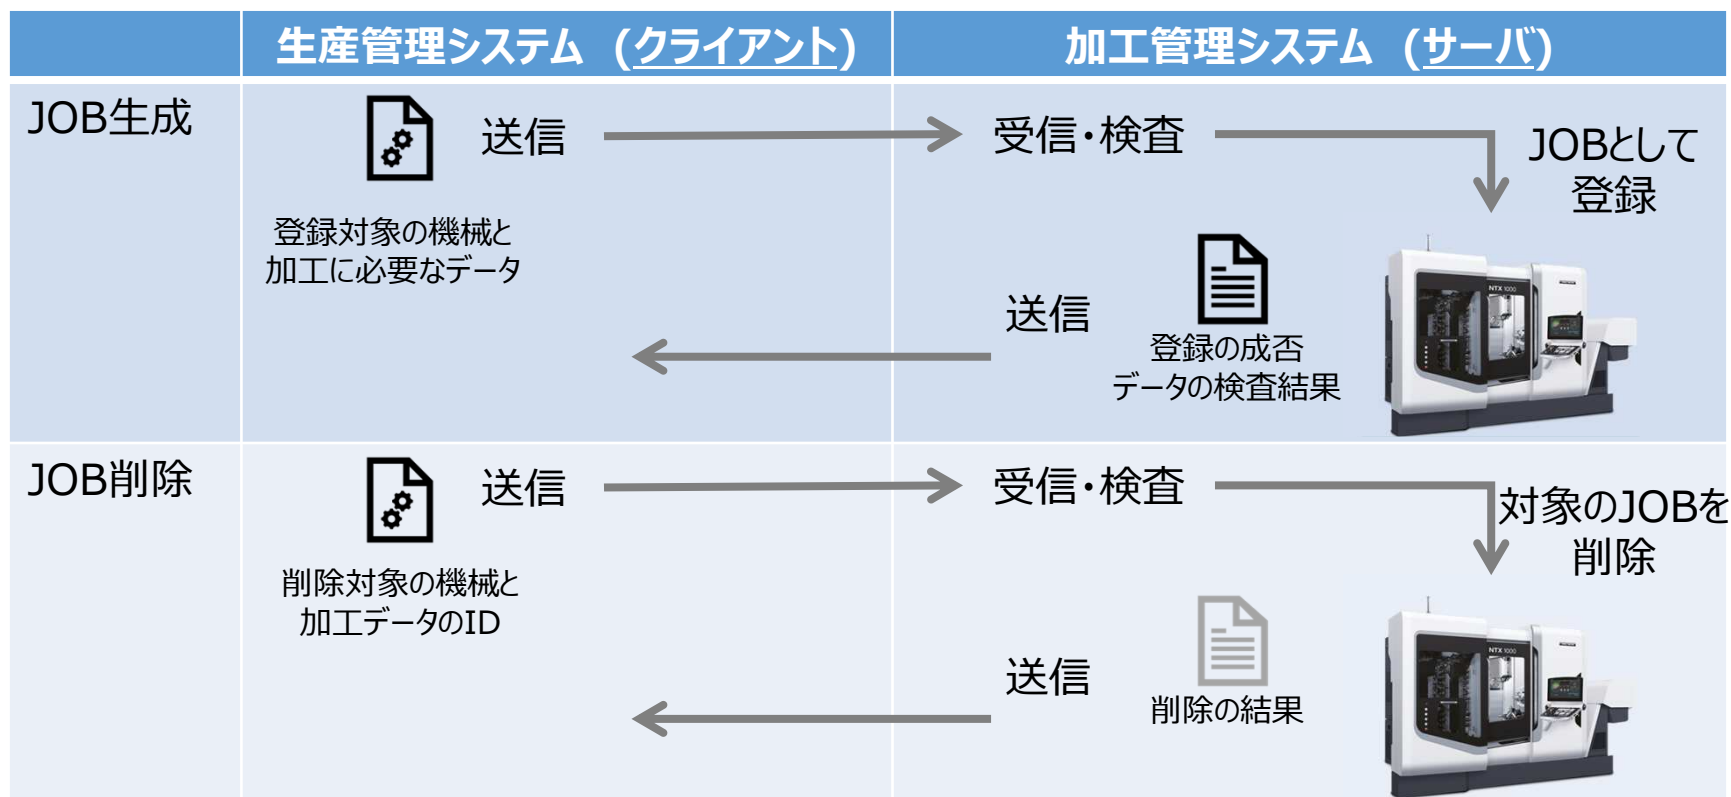 生産管理システム (クライアント)
加工管理システム (サーバ)
JOB生成
送信
受信・検査
JOBとして
登録
登録対象の機械と
加工に必要なデータ
送信
登録の成否
データの検査結果
NTX 1000
JOB削除
送信
受信・検査
対象のJOBを
削除
削除対象の機械と
加工データのID
送信
削除の結果
NTX 1000